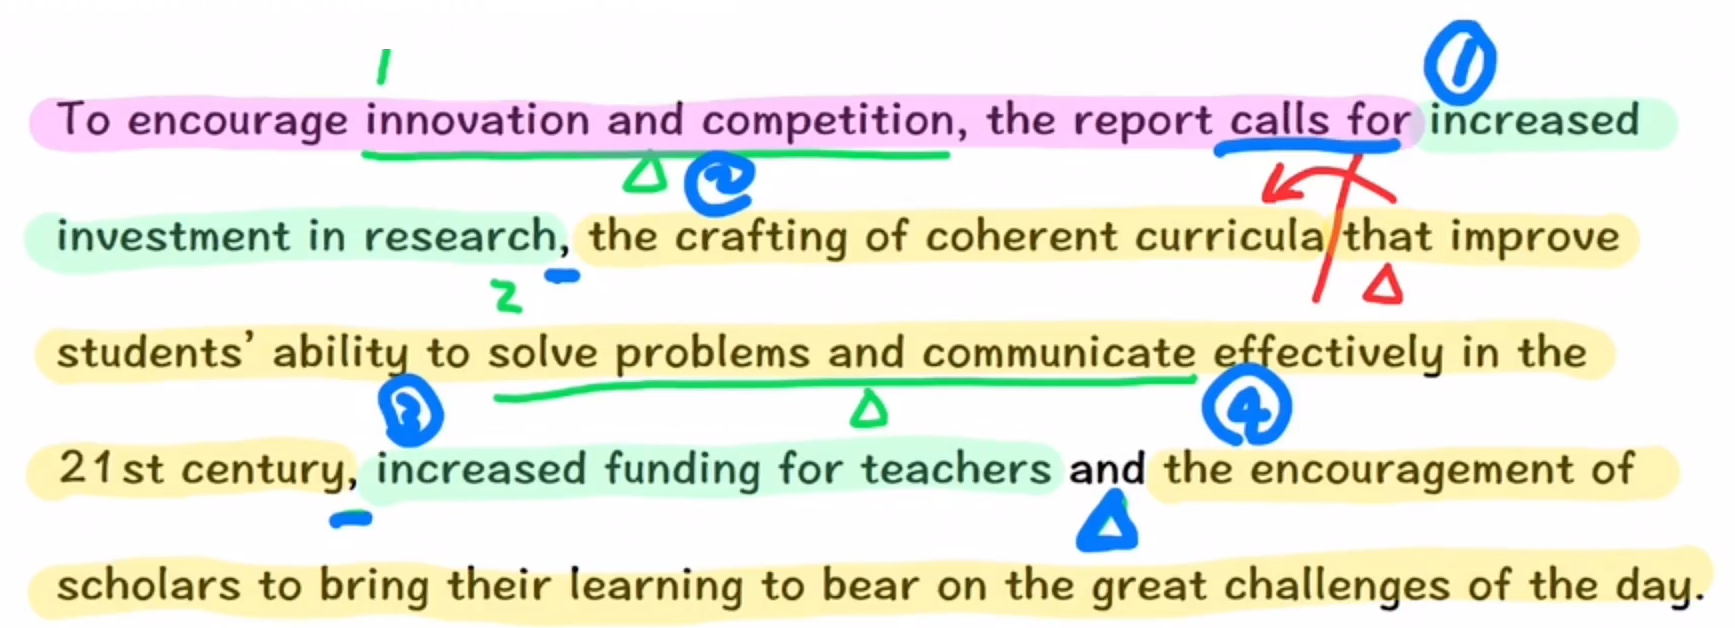 1 ①
To encourage innovation and competition, the report calls for increased
②
investment in research, the crafting of coherent curricula that improve
2
students’ ability to solve problems and communicate effectively in the
③ ④
21st century, increased funding for teachers and the encouragement of
scholars to bring their learning to bear on the great challenges of the day.